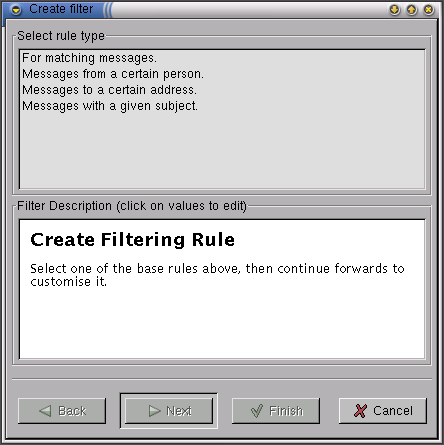 Create filter
Select rule type
For matching messages.
Messages from a certain person.
Messages to a certain address.
Messages with a given subject.
Filter Description (click on values to edit)
Create Filtering Rule
Select one of the base rules above, then continue forwards to
customise it.
Back
Next
Finish
Cancel